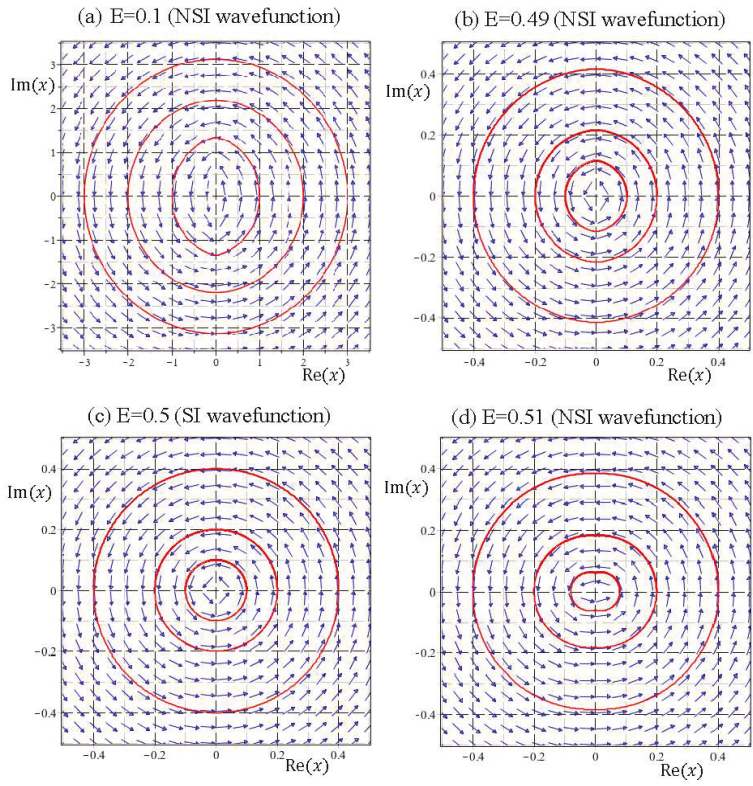 (a) E=0.1 (NSI wavefunction)
Im(x)
3
2
1
0
−1
−2
−3
−3 −2 −1 0 1 2 3
Re(x)
(b) E=0.49 (NSI wavefunction)
Im(x)
0.4
0.2
0
−0.2
−0.4
−0.4 −0.2 0 0.2 0.4
Re(x)
(c) E=0.5 (SI wavefunction)
Im(x)
0.4
0.2
0
−0.2
−0.4
−0.4 −0.2 0 0.2 0.4
Re(x)
(d) E=0.51 (NSI wavefunction)
Im(x)
0.4
0.2
0
−0.2
−0.4
−0.4 −0.2 0 0.2 0.4
Re(x)